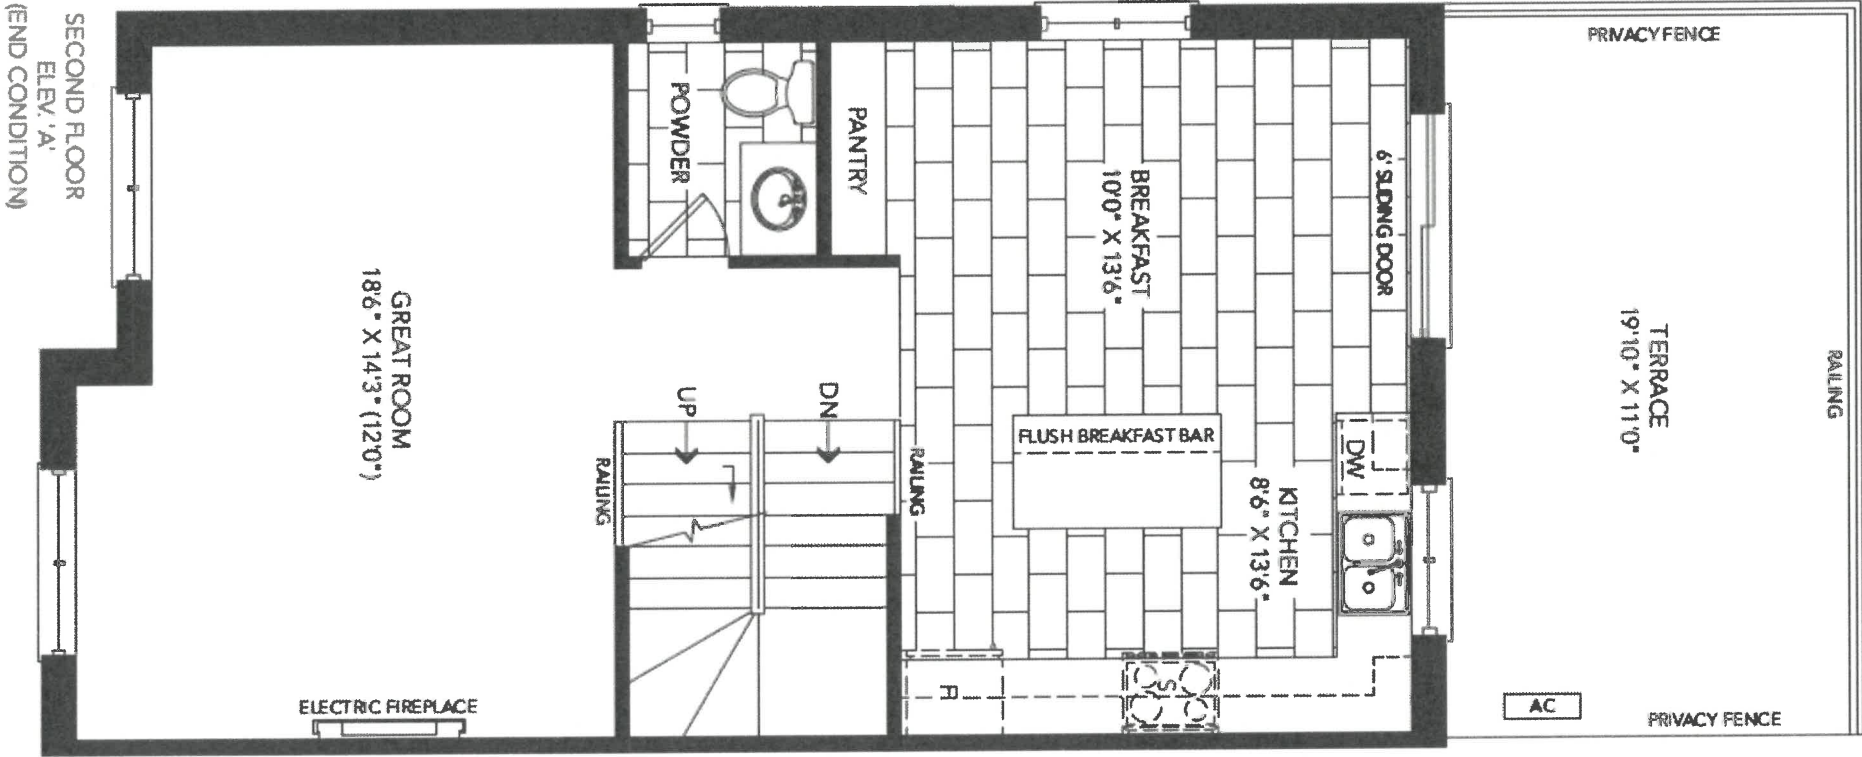 SECOND FLOOR
ELEV. 'A'
(END CONDITION)
GREAT ROOM
18'6" X 14'3" (12'0")
ELECTRIC FIREPLACE
POWDER
PANTRY
UP
DN
RAILING
RAILING
BREAKFAST
10'0" X 13'6"
FLUSH BREAKFAST BAR
KITCHEN
8'6" X 13'6"
6' SLIDING DOOR
DW
F
S
PRIVACY FENCE
TERRACE
19'10" X 11'0"
RAILING
AC
PRIVACY FENCE